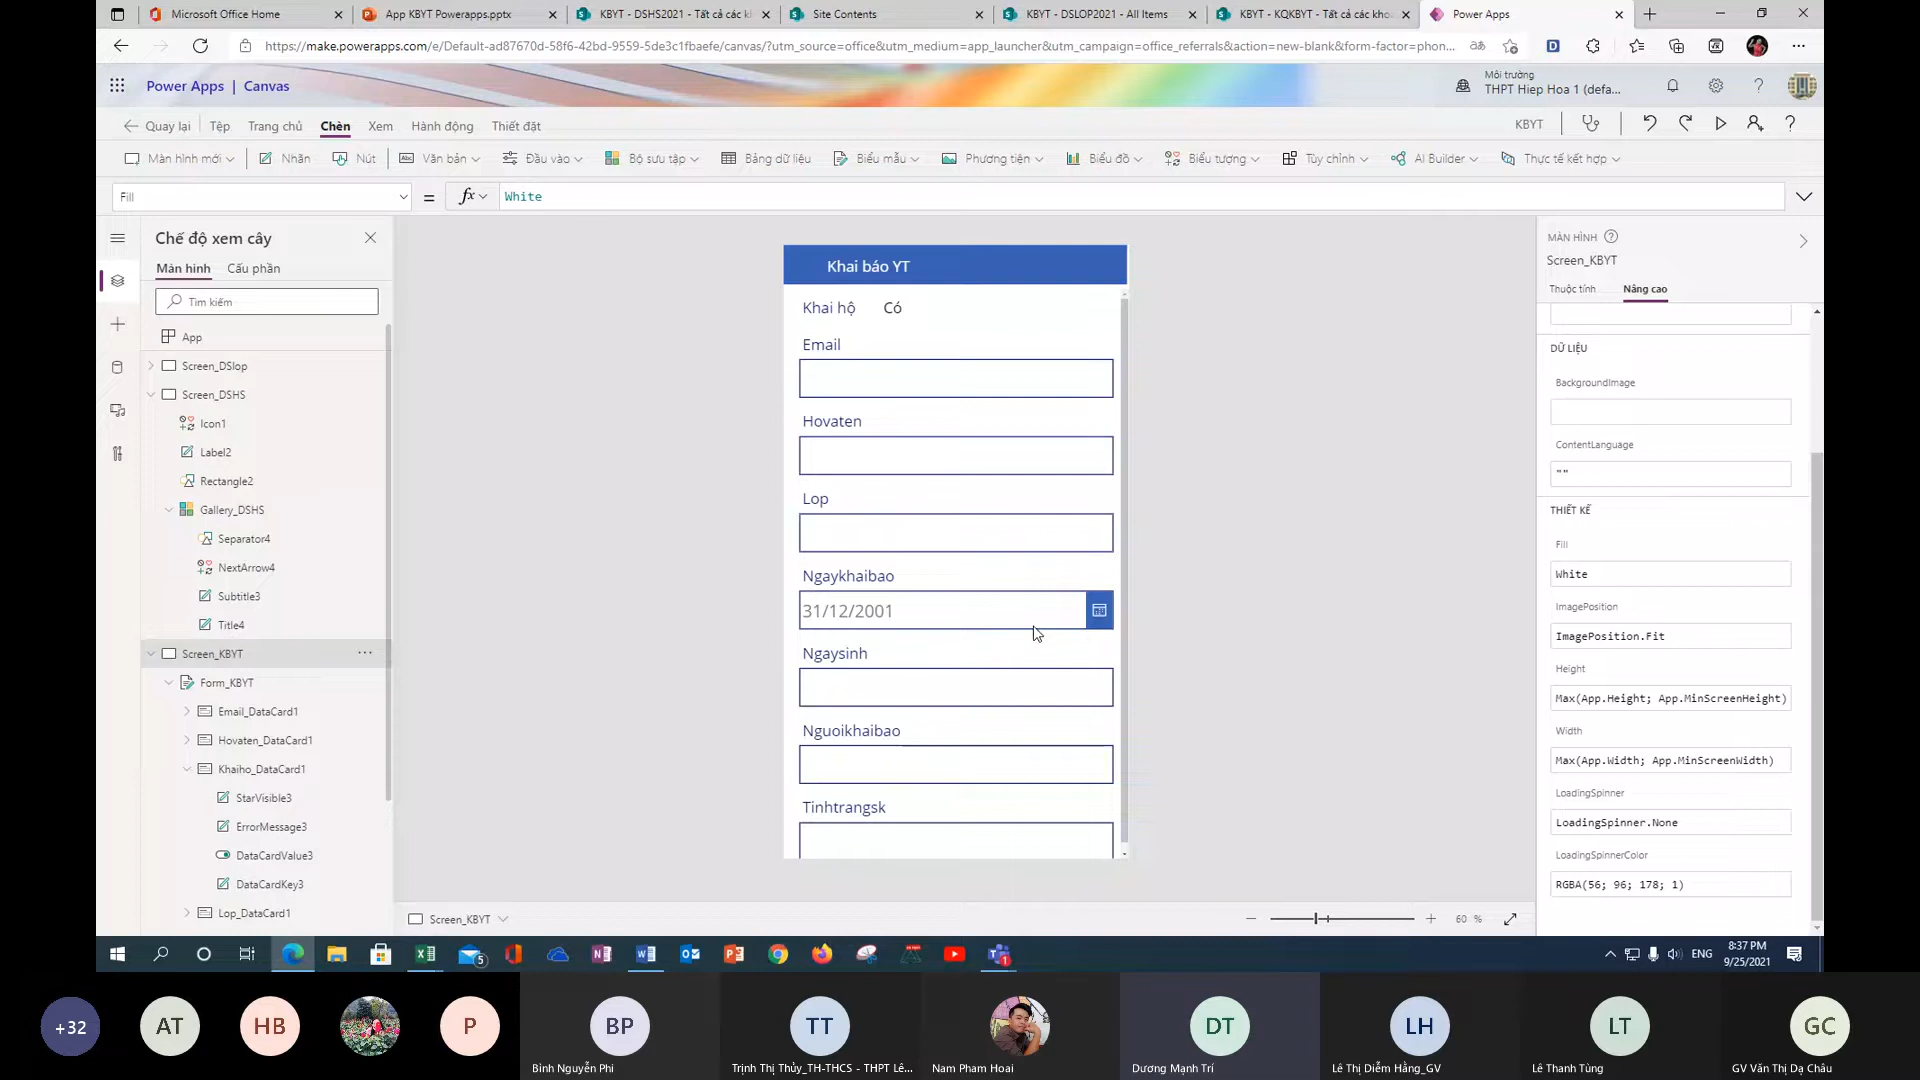 Microsoft Office Home
App KBYT Powerapps.pptx
KBYT - DSHS2021 - Tất cả các kh
Site Contents
KBYT - DSLOP2021 - All Items
KBYT - KQKBYT - Tất cả các kho
Power Apps
https://make.powerapps.com/e/Default-ad87670d-58f6-42bd-9559-5de3c1fbaefe/canvas/?utm_source=office&utm_medium=app_launcher&utm_campaign=office_referrals&action=new-blank&form-factor=phon...
Power Apps | Canvas
Môi trường
THPT Hiep Hoa 1 (defa...
Quay lại
Tệp
Trang chủ
Chèn
Xem
Hành động
Thiết đặt
KBYT
Màn hình mới
Nhãn
Nút
Văn bản
Đầu vào
Bộ sưu tập
Bảng dữ liệu
Biểu mẫu
Phương tiện
Biểu đồ
Biểu tượng
Tùy chỉnh
AI Builder
Thực tế kết hợp
Fill
=
fx
White
Chế độ xem cây
Màn hình
Cấu phần
Tìm kiếm
App
Screen_DSlop
Screen_DSHS
Icon1
Label2
Rectangle2
Gallery_DSHS
Separator4
NextArrow4
Subtitle3
Title4
Screen_KBYT
Form_KBYT
Email_DataCard1
Hovaten_DataCard1
Khaiho_DataCard1
StarVisible3
ErrorMessage3
DataCardValue3
DataCardKey3
Lop_DataCard1
Khai báo YT
Khai hộ
Có
Email
Hovaten
Lop
Ngaykhaibao
31/12/2001
Ngaysinh
Nguoikhaibao
Tinhtrangsk
Screen_KBYT
60 %
MÀN HÌNH
Screen_KBYT
Thuộc tính
Nâng cao
DỮ LIỆU
BackgroundImage
ContentLanguage
""
THIẾT KẾ
Fill
White
ImagePosition
ImagePosition.Fit
Height
Max(App.Height; App.MinScreenHeight)
Width
Max(App.Width; App.MinScreenWidth)
LoadingSpinner
LoadingSpinner.None
LoadingSpinnerColor
RGBA(56; 96; 178; 1)
5
1
ENG
8:37 PM
9/25/2021
+32
AT
HB
P
BP
Bình Nguyễn Phi
TT
Trịnh Thị Thủy_TH-THCS - THPT Lê...
Nam Pham Hoai
DT
Dương Mạnh Trí
LH
Lê Thị Diễm Hằng_GV
LT
Lê Thanh Tùng
GC
GV Văn Thị Dạ Châu